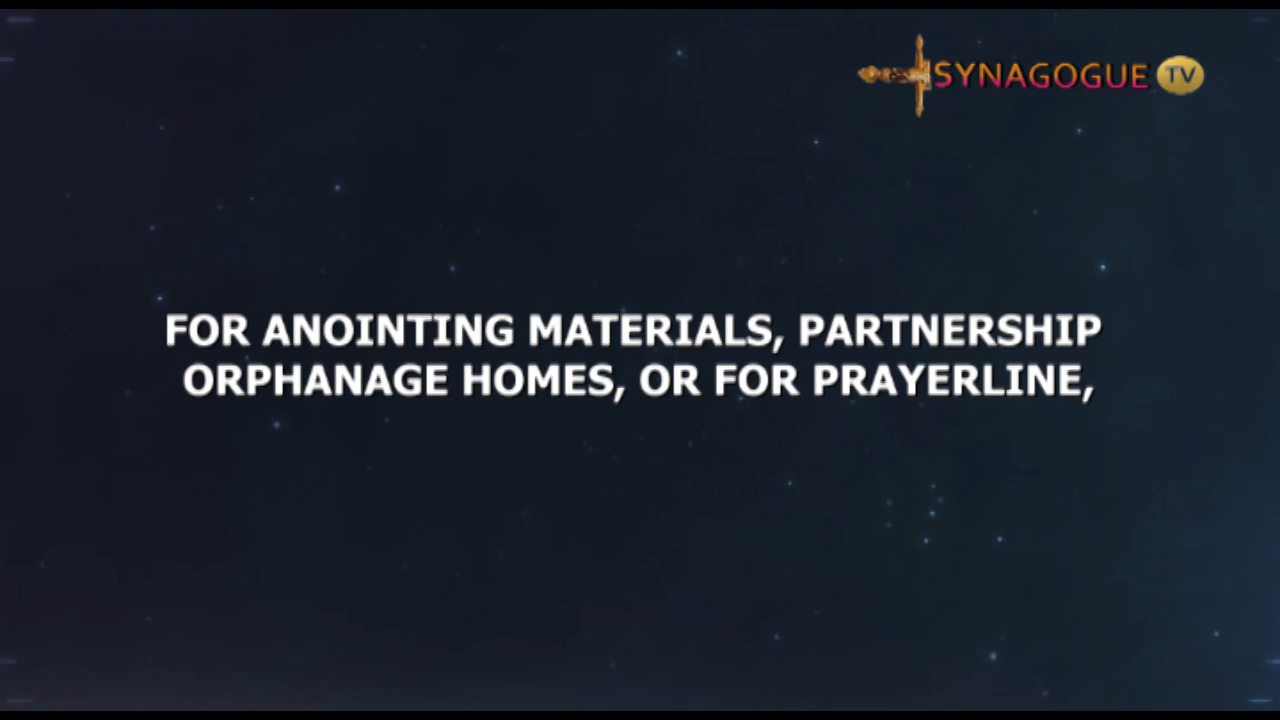 SYNAGOGUE TV
FOR ANOINTING MATERIALS, PARTNERSHIP
ORPHANAGE HOMES, OR FOR PRAYERLINE,